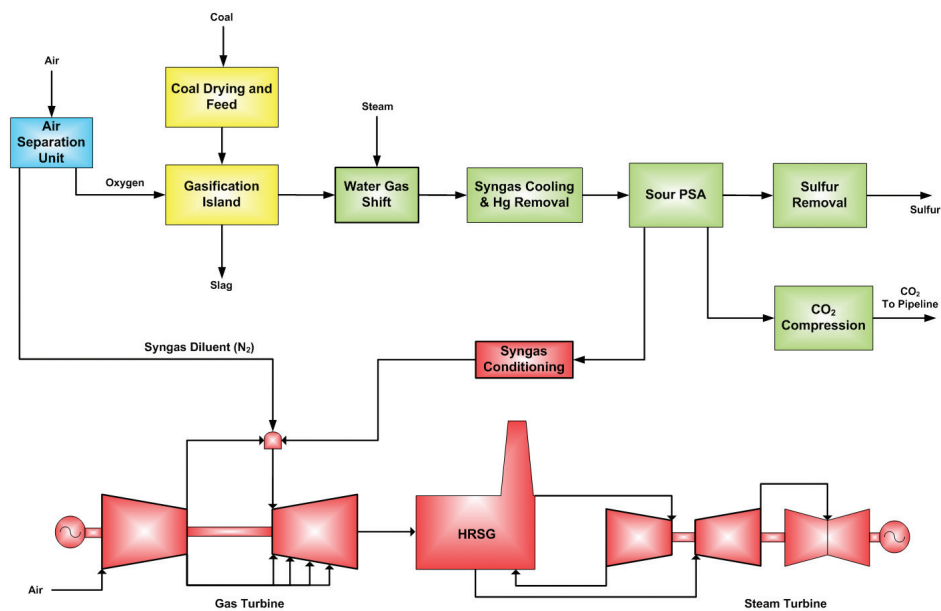 Coal
Air
Coal Drying and
Feed
Steam
Air
Separation
Unit
Oxygen
Gasification
Island
Water Gas
Shift
Syngas Cooling
& Hg Removal
Sour PSA
Sulfur
Removal
Sulfur
Slag
CO₂
To Pipeline
CO₂
Compression
Syngas Diluent (N₂)
Syngas
Conditioning
HRSG
Air
Gas Turbine
Steam Turbine